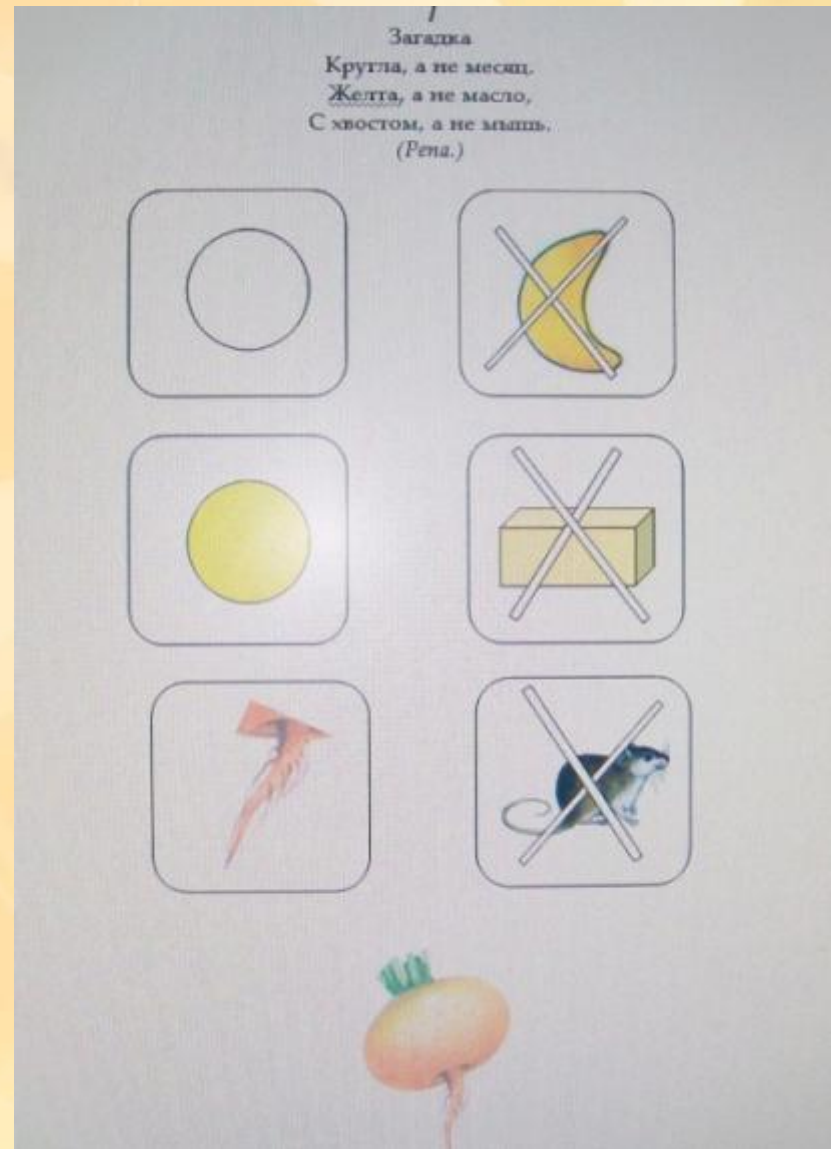 Загадка
Кругла, а не месяц.
Желта, а не масло,
С хвостом, а не мышь.
(Репа.)